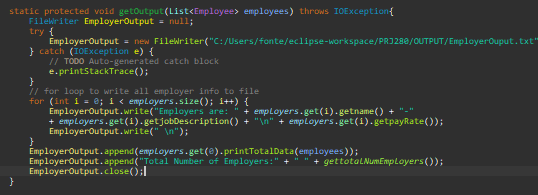 static protected void getOutput(List<Employee> employees) throws IOException{
FileWriter EmployerOutput = null;
try {
EmployerOutput = new FileWriter("C:/Users/fonte/eclipse-workspace/PRJ280/OUTPUT/EmployerOuput.txt"
} catch (IOException e) {
// TODO Auto-generated catch block
e.printStackTrace();
}
// for loop to write all employer info to file
for (int i = 0; i < employers.size(); i++) {
EmployerOutput.write("Employers are: " + employers.get(i).getname() + "-"
+ employers.get(i).getjobDescription() + "\n" + employers.get(i).getpayRate());
EmployerOutput.write(" \n");
}
EmployerOutput.append(employers.get(0).printTotalData(employees));
EmployerOutput.append("Total Number of Employers:" + " " + gettotalNumEmployers());
EmployerOutput.close();
}